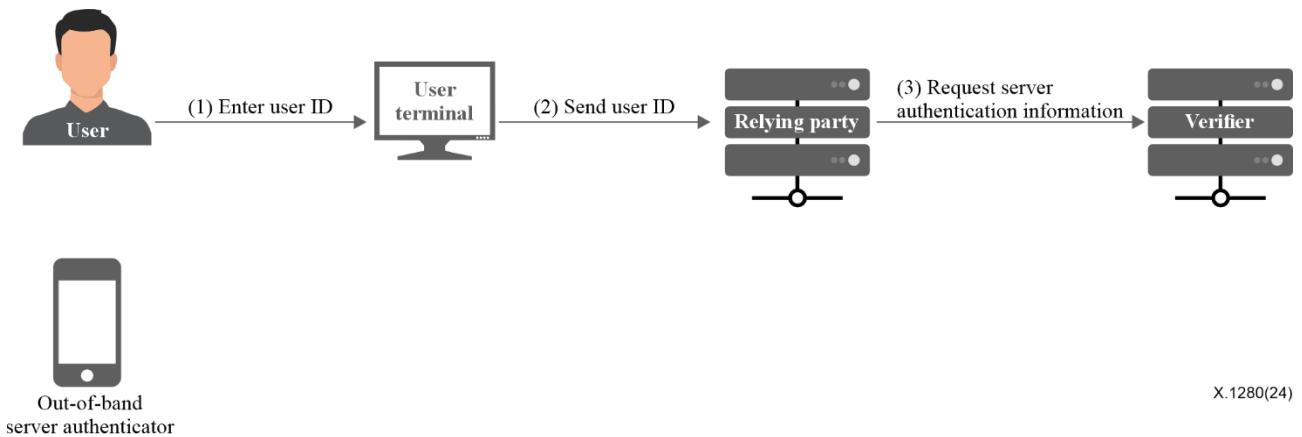 User
(1) Enter user ID
User
terminal
(2) Send user ID
Relying party
(3) Request server
authentication information
Verifier
Out-of-band
server authenticator
X.1280(24)